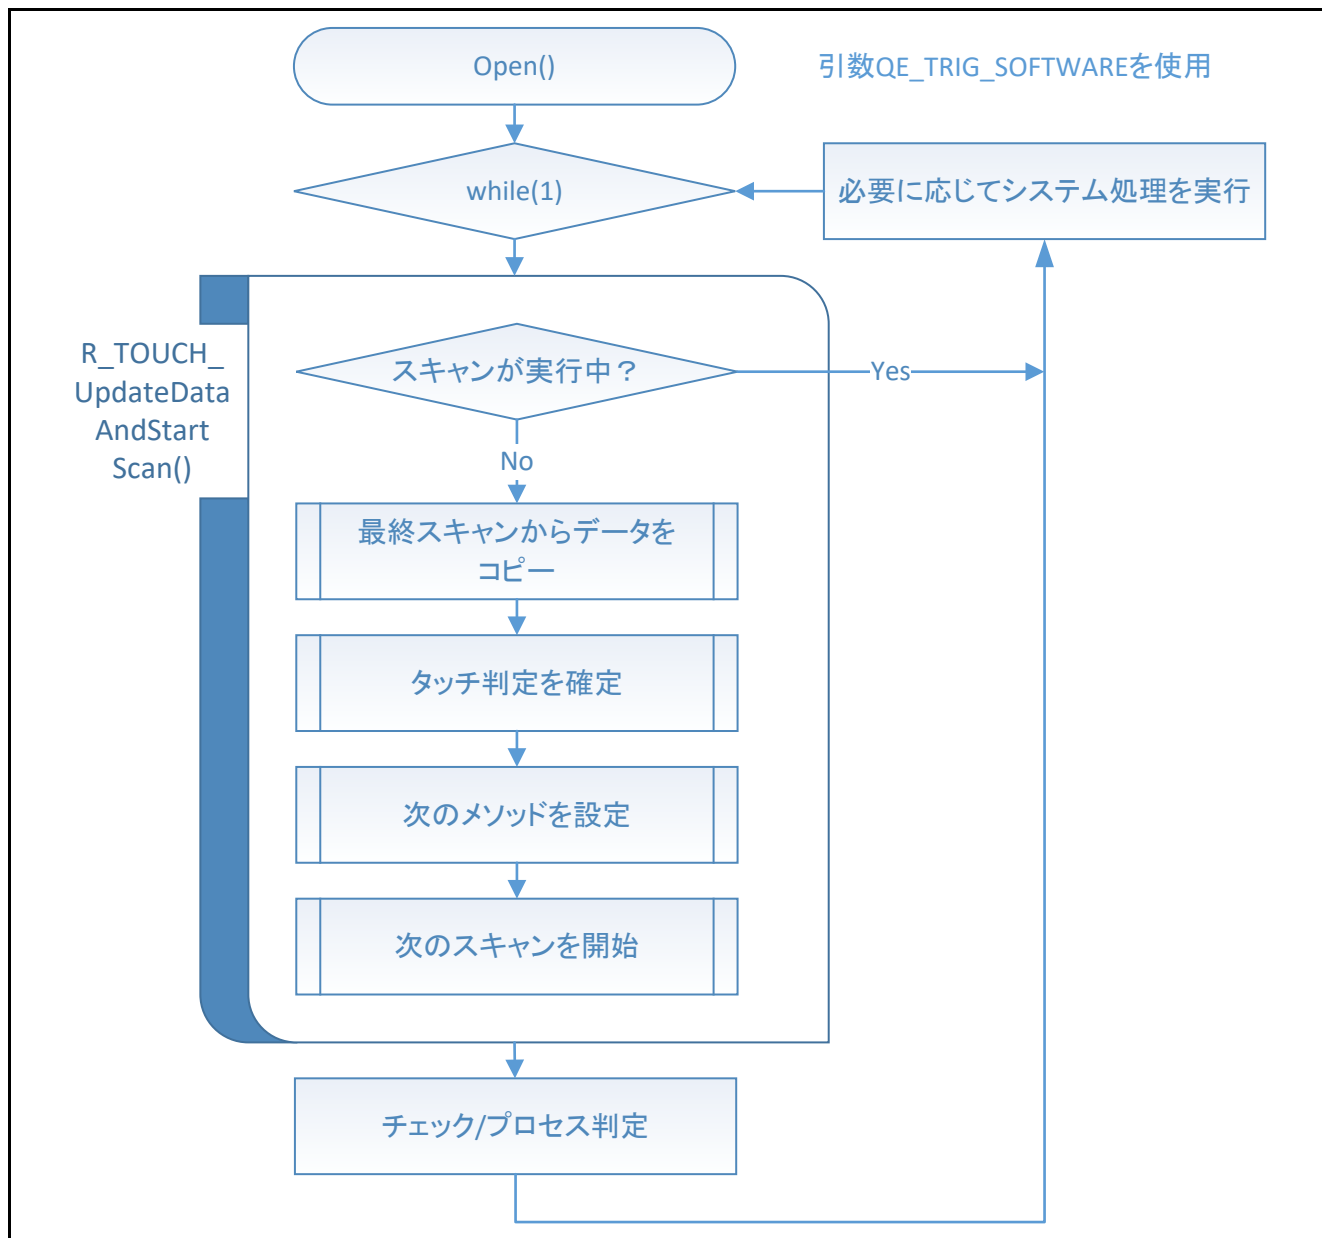 Open()
引数QE_TRIG_SOFTWAREを使用
while(1)
必要に応じてシステム処理を実行
R_TOUCH_
UpdateData
AndStart
Scan()
スキャンが実行中？
Yes
No
最終スキャンからデータを
コピー
タッチ判定を確定
次のメソッドを設定
次のスキャンを開始
チェック/プロセス判定